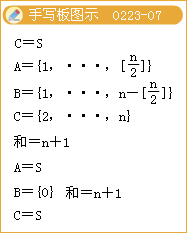 手写板图示 0223-07
C=S
A={1, ···, [n/2]}
B={1, ···, n-[n/2]}
C={2, ···, n}
和=n+1
A=S
B={0} 和=n+1
C=S